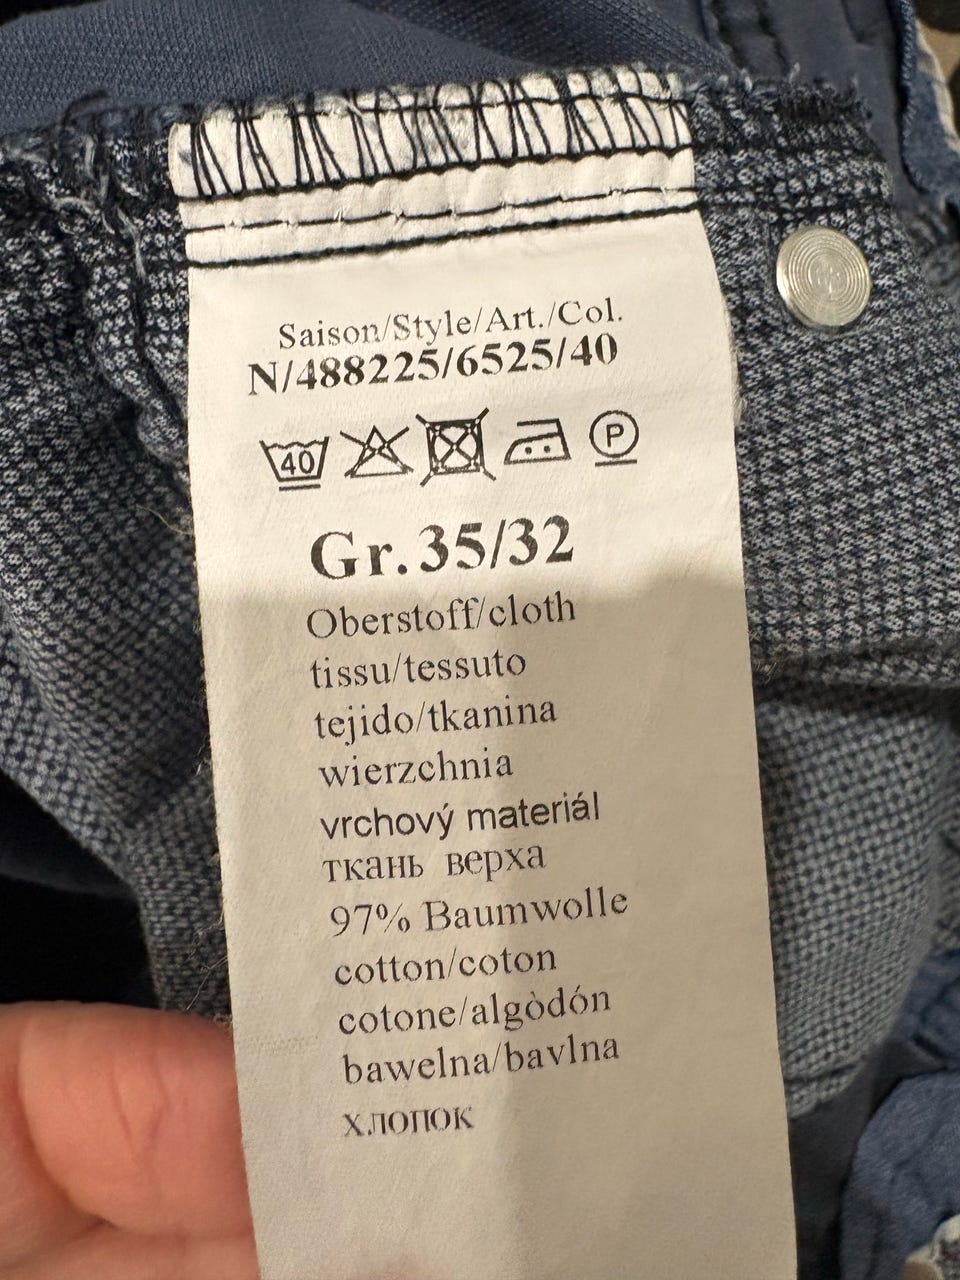 Saison/Style/Art./Col.
N/488225/6525/40
40 P
Gr.35/32
Oberstoff/cloth
tissu/tessuto
tejido/tkanina
wierzchnia
vrchový materiál
ткань верха
97% Baumwolle
cotton/coton
cotone/algòdón
bawelna/bavlna
хлопок